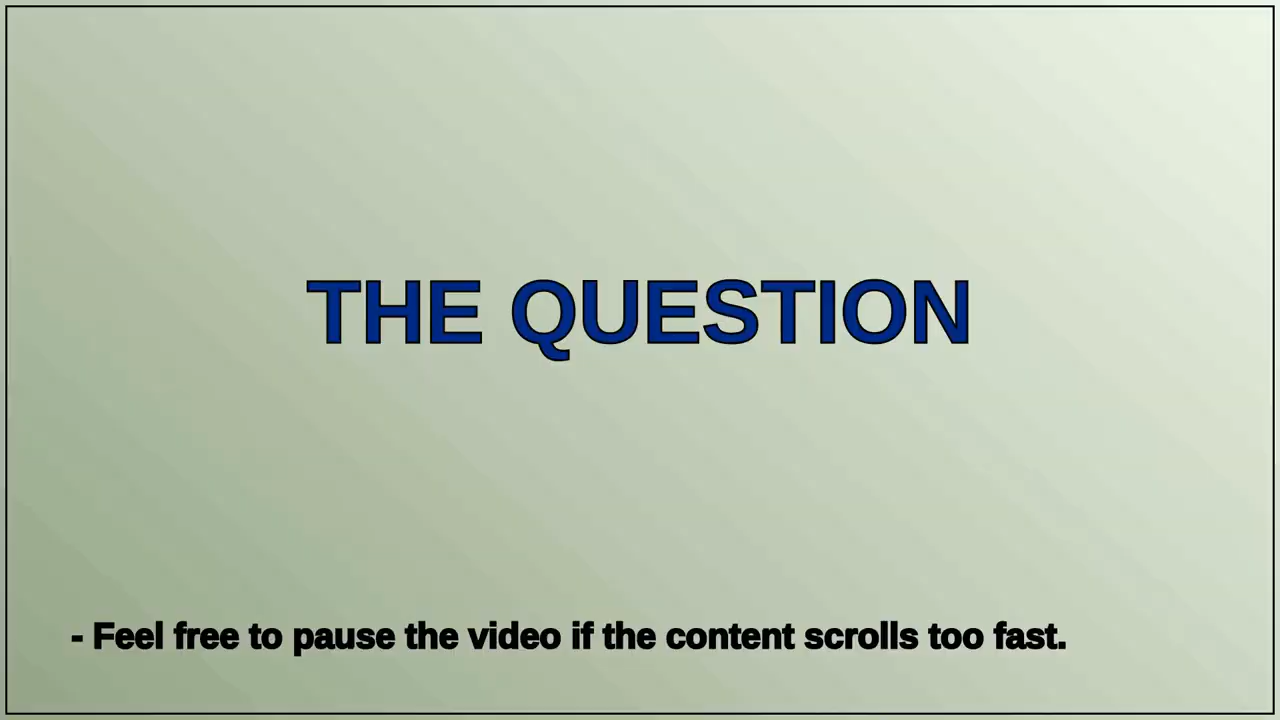 THE QUESTION
- Feel free to pause the video if the content scrolls too fast.